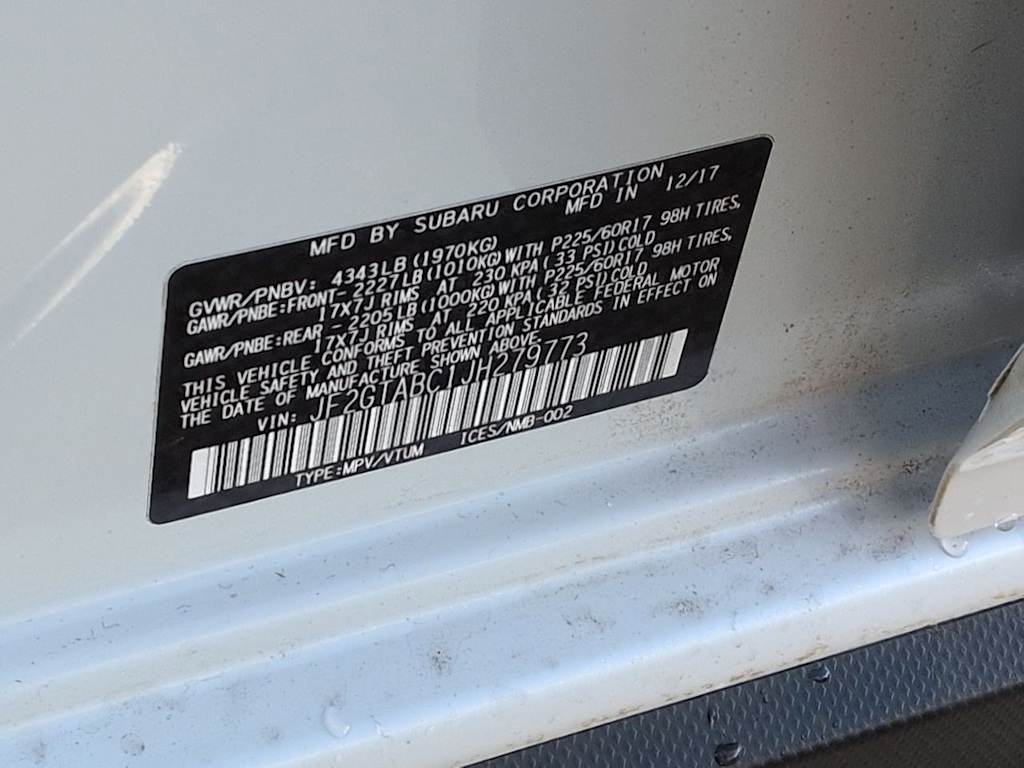 MFD BY SUBARU CORPORATION
MFD IN 12/17
GVWR/PNBV: 4343LB(1970KG)
GAWR/PNBE:FRONT-2227LB(1010KG)WITH P225/60R17 98H TIRES,
17X7J RIMS AT 230 KPA( 33 PSI)COLD
GAWR/PNBE:REAR -2205LB(1000KG)WITH P225/60R17 98H TIRES,
17X7J RIMS AT 220 KPA( 32 PSI)COLD
THIS VEHICLE CONFORMS TO ALL APPLICABLE FEDERAL MOTOR
VEHICLE SAFETY AND THEFT PREVENTION STANDARDS IN EFFECT ON
THE DATE OF MANUFACTURE SHOWN ABOVE.
VIN: JF2GTABC1JH279773
TYPE:MPV/VTUM ICES/NMB-002